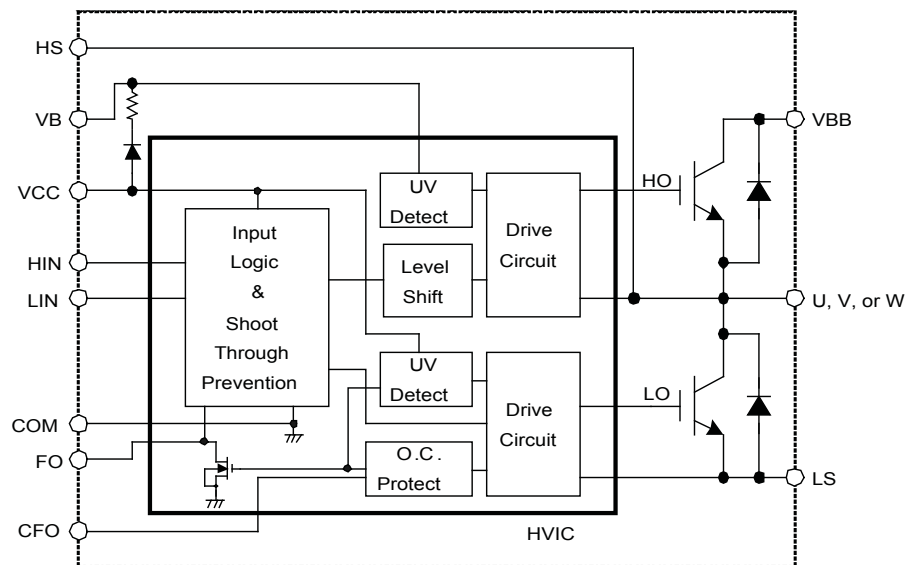 HS
VB
VCC
HIN
LIN
COM
FO
CFO
Input
Logic
&
Shoot
Through
Prevention
UV
Detect
Level
Shift
Drive
Circuit
UV
Detect
O.C.
Protect
Drive
Circuit
HVIC
HO
LO
VBB
U, V, or W
LS